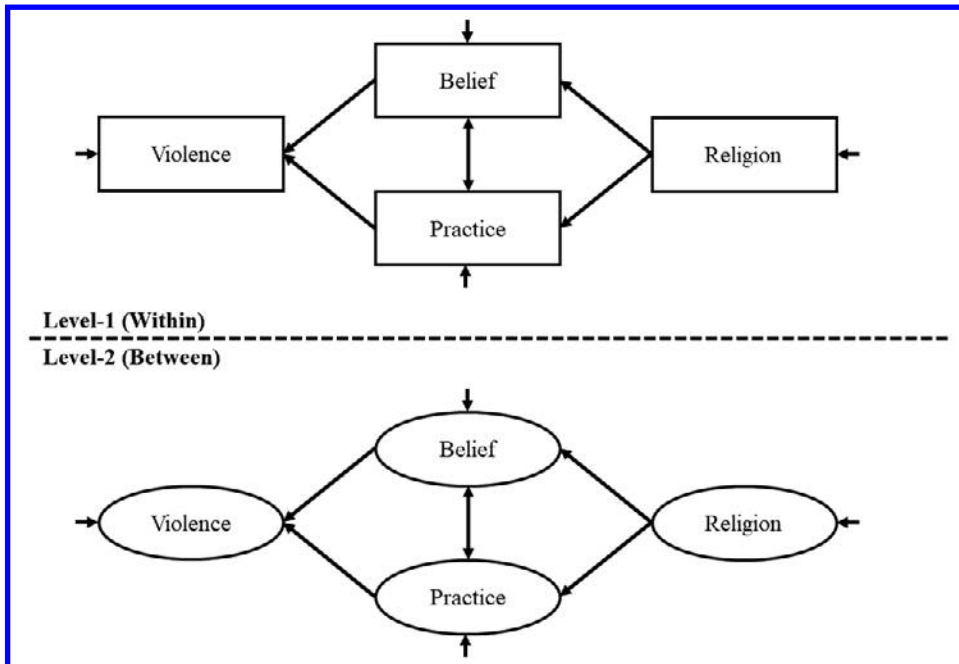 Belief
Violence
Religion
Practice
Level-1 (Within)
Level-2 (Between)
Belief
Violence
Religion
Practice